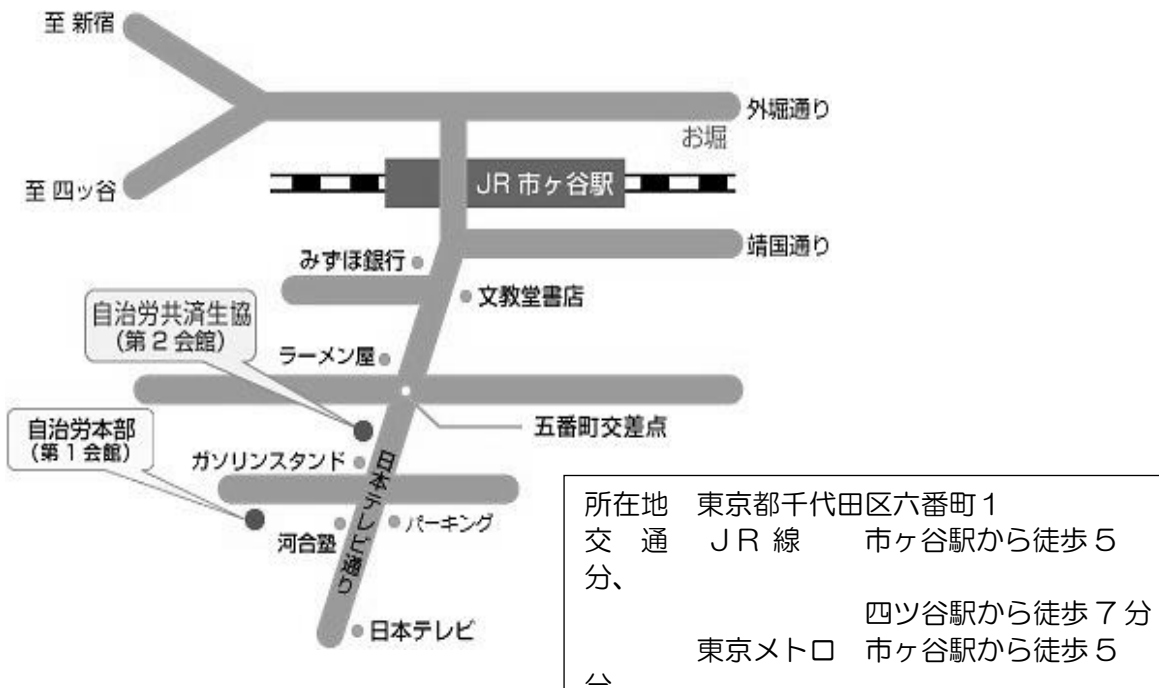 至 新宿
外堀通り
お堀
至 四ッ谷
JR 市ヶ谷駅
靖国通り
みずほ銀行
文教堂書店
自治労共済生協
(第2会館)
ラーメン屋
五番町交差点
自治労本部
(第1会館)
ガソリンスタンド
日本テレビ通り
河合塾
パーキング
日本テレビ
所在地 東京都千代田区六番町1
交 通 JR 線 市ヶ谷駅から徒歩5
分、
四ツ谷駅から徒歩7分
東京メトロ 市ヶ谷駅から徒歩5